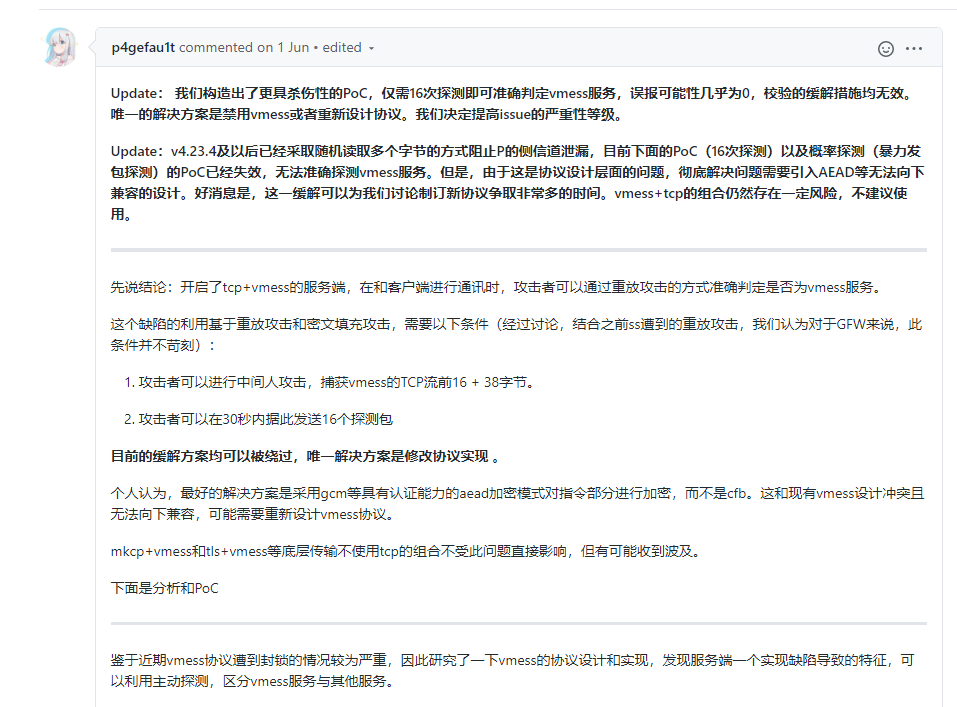 p4gefau1t commented on 1 Jun • edited
Update： 我们构造出了更具杀伤性的PoC，仅需16次探测即可准确判定vmess服务，误报可能性几乎为0，校验的缓解措施均无效。
唯一的解决方案是禁用vmess或者重新设计协议。我们决定提高issue的严重性等级。
Update：v4.23.4及以后已经采取随机读取多个字节的方式阻止P的侧信道泄漏，目前下面的PoC（16次探测）以及概率探测（暴力发
包探测）的PoC已经失效，无法准确探测vmess服务。但是，由于这是协议设计层面的问题，彻底解决问题需要引入AEAD等无法向下
兼容的设计。好消息是，这一缓解可以为我们讨论制订新协议争取非常多的时间。vmess+tcp的组合仍然存在一定风险，不建议使
用。
先说结论：开启了tcp+vmess的服务端，在和客户端进行通讯时，攻击者可以通过重放攻击的方式准确判定是否为vmess服务。
这个缺陷的利用基于重放攻击和密文填充攻击，需要以下条件（经过讨论，结合之前ss遭到的重放攻击，我们认为对于GFW来说，此
条件并不苛刻）：
1. 攻击者可以进行中间人攻击，捕获vmess的TCP流前16 + 38字节。
2. 攻击者可以在30秒内据此发送16个探测包
目前的缓解方案均可以被绕过，唯一解决方案是修改协议实现 。
个人认为，最好的解决方案是采用gcm等具有认证能力的aead加密模式对指令部分进行加密，而不是cfb。这和现有vmess设计冲突且
无法向下兼容，可能需要重新设计vmess协议。
mkcp+vmess和tls+vmess等底层传输不使用tcp的组合不受此问题直接影响，但有可能收到波及。
下面是分析和PoC
鉴于近期vmess协议遭到封锁的情况较为严重，因此研究了一下vmess的协议设计和实现，发现服务端一个实现缺陷导致的特征，可
以利用主动探测，区分vmess服务与其他服务。